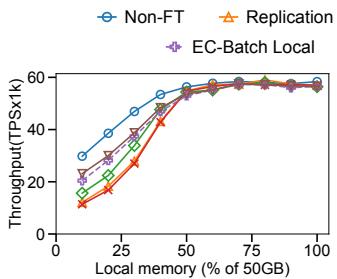 Non-FT Replication
EC-Batch Local
Throughput(TPSx1k)
60
40
20
0
0 25 50 75 100
Local memory (% of 50GB)